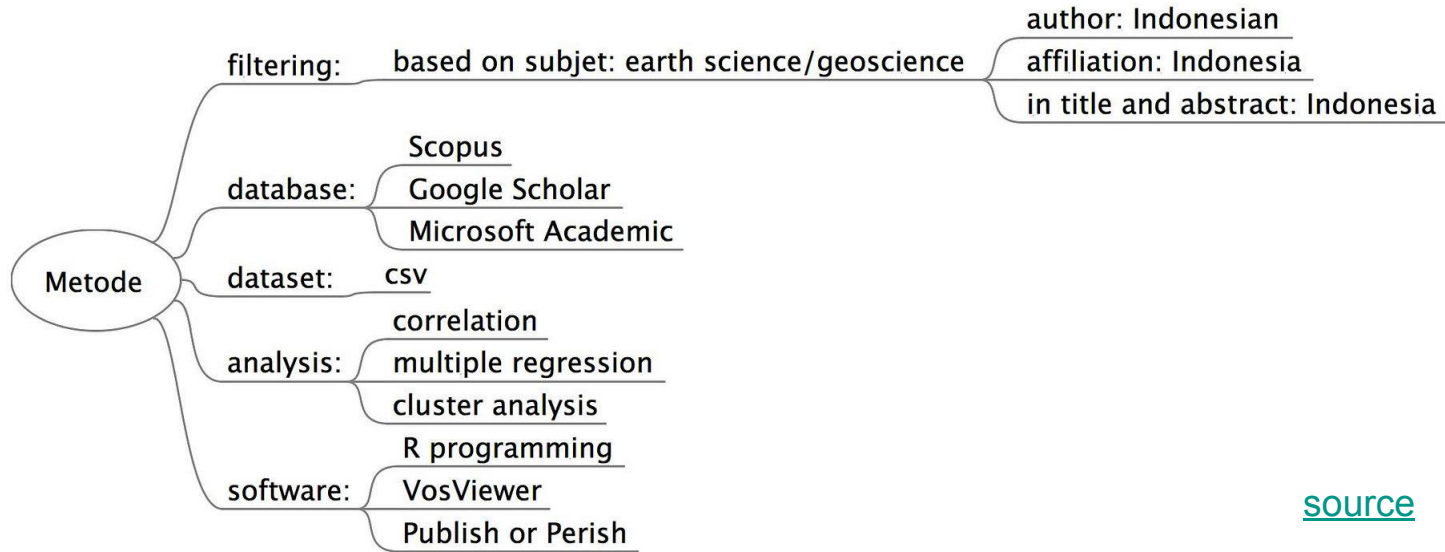 Metode
filtering:
based on subjet: earth science/geoscience
author: Indonesian
affiliation: Indonesia
in title and abstract: Indonesia
database:
Scopus
Google Scholar
Microsoft Academic
dataset:
csv
analysis:
correlation
multiple regression
cluster analysis
software:
R programming
VosViewer
Publish or Perish
source